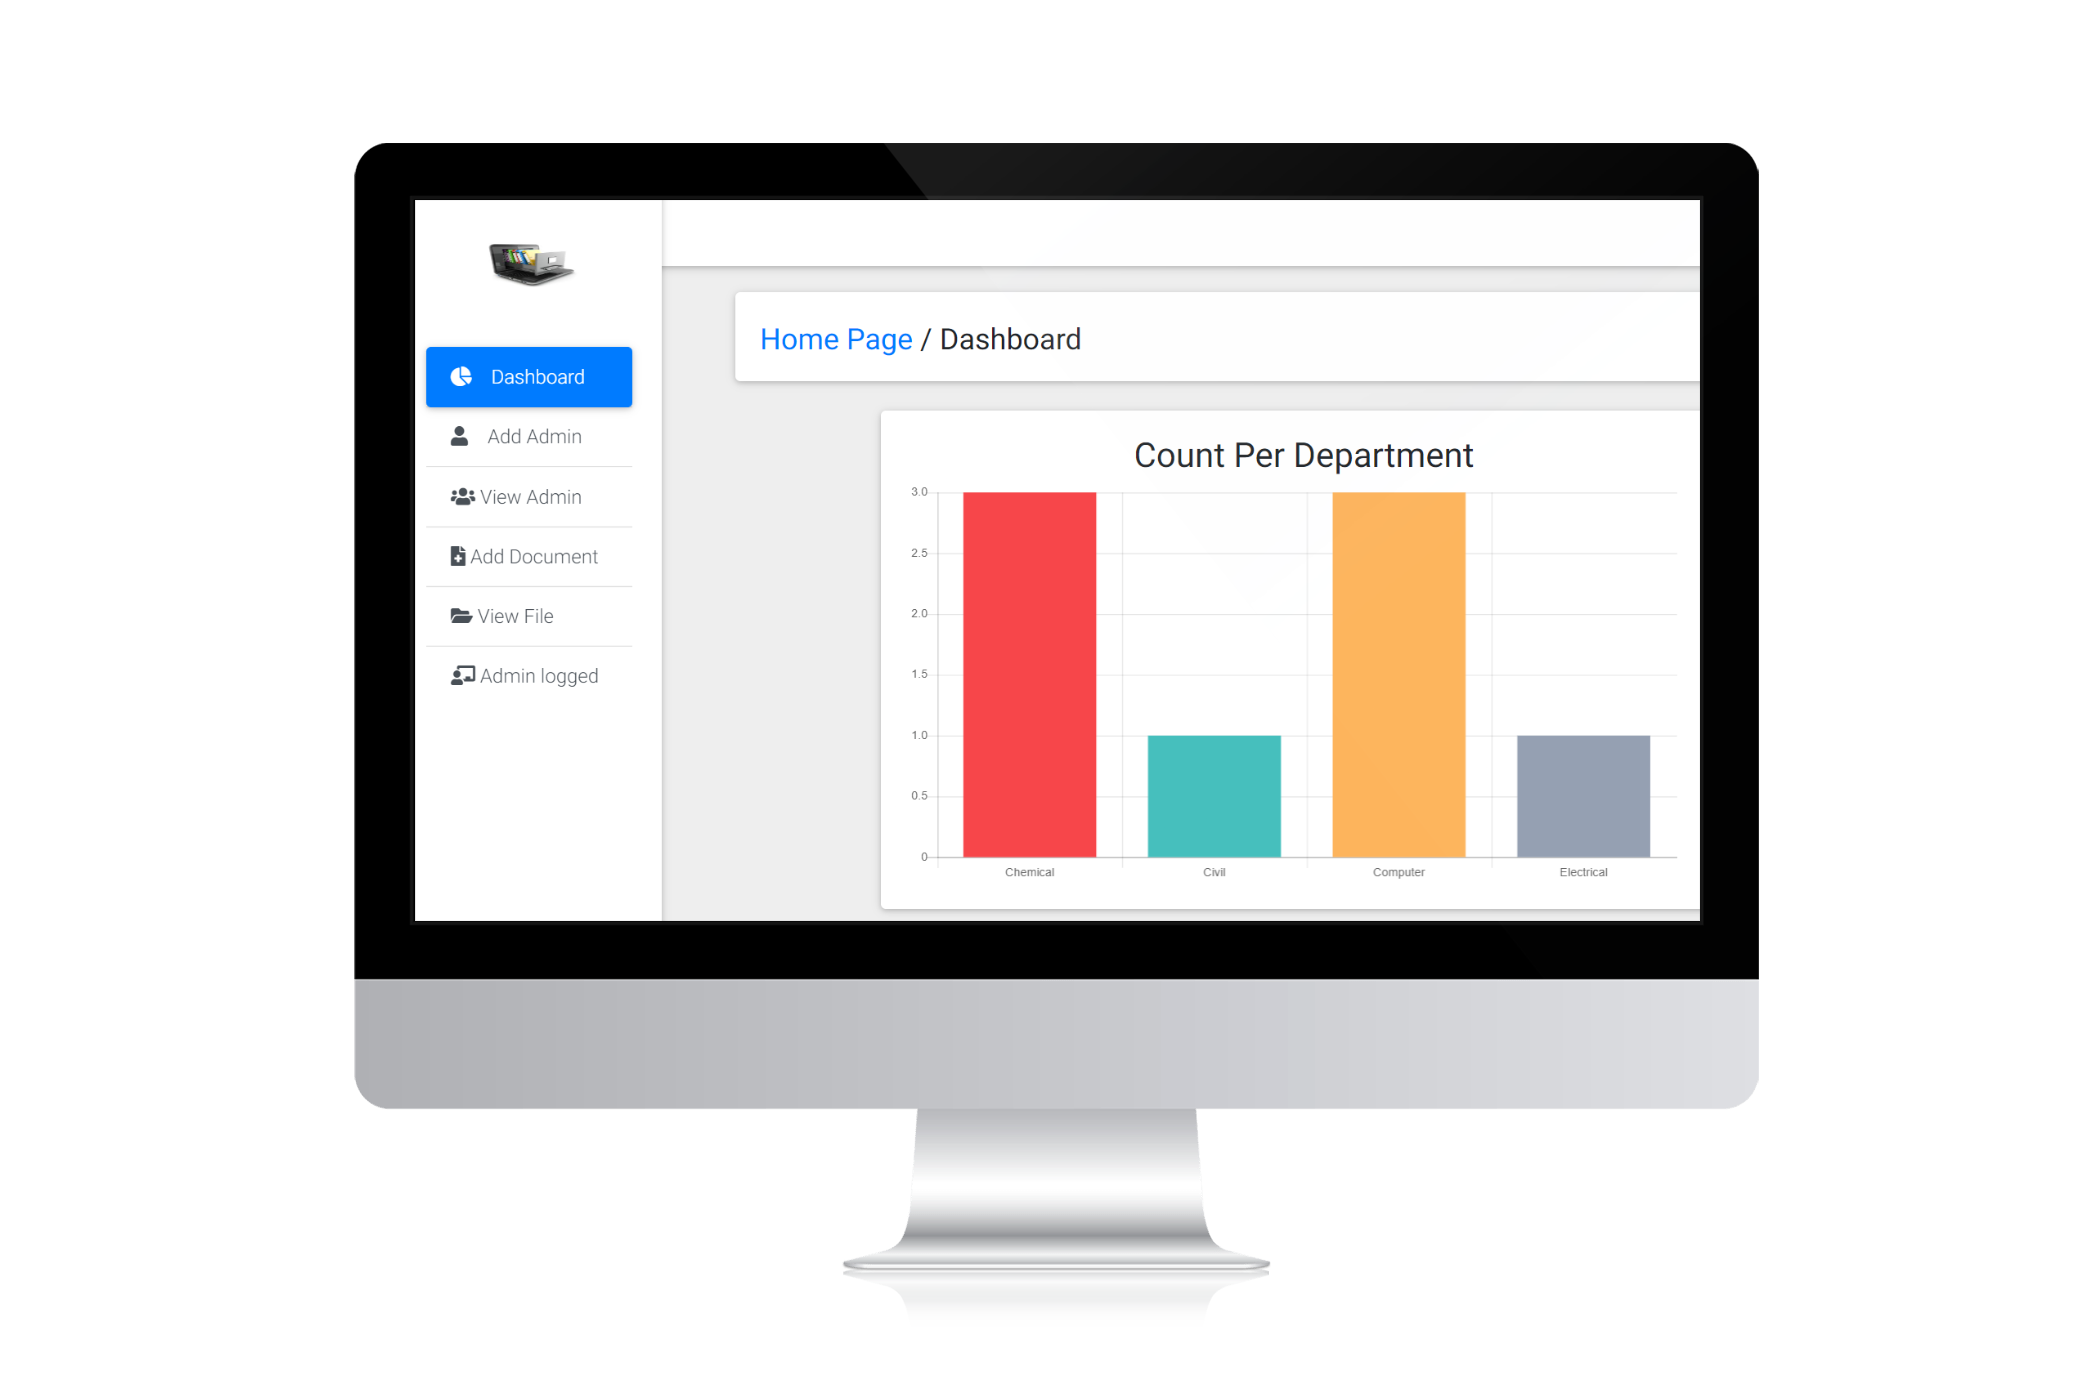 Dashboard
Add Admin
View Admin
Add Document
View File
Admin logged
Home Page / Dashboard
Count Per Department
3.0
2.5
2.0
1.5
1.0
0.5
0
Chemical
Civil
Computer
Electrical